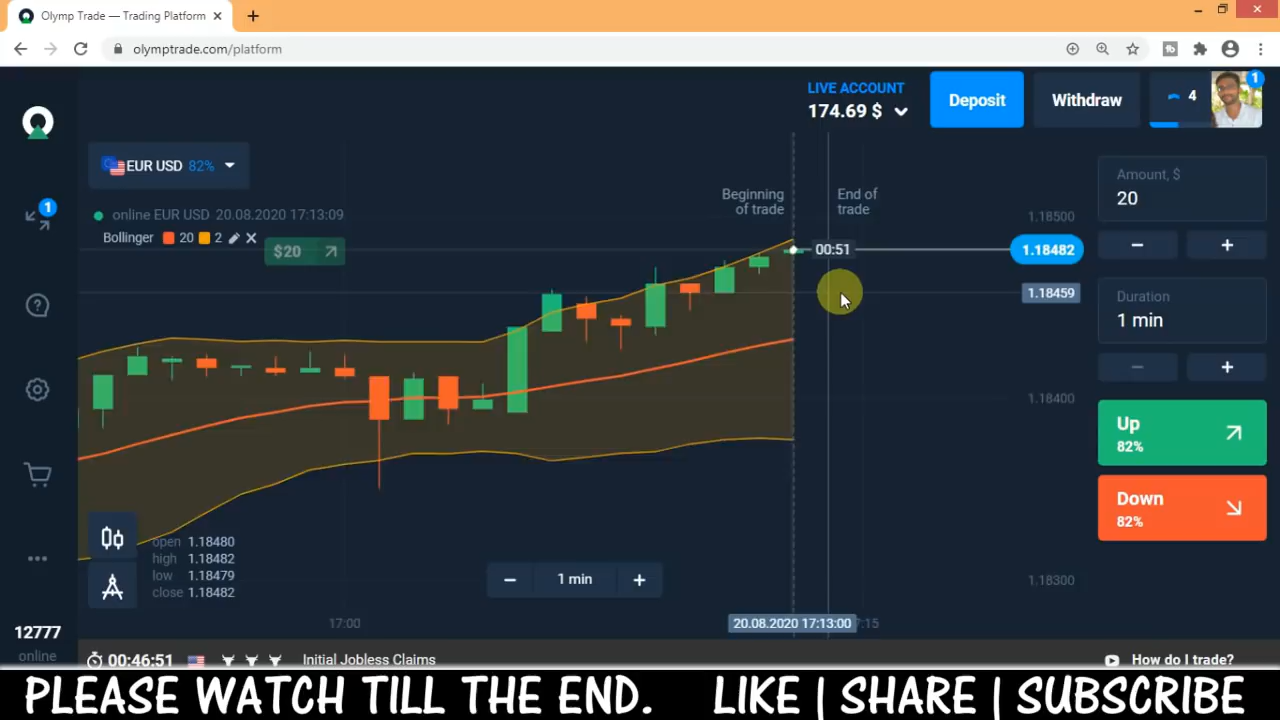 Olymp Trade — Trading Platform
olymptrade.com/platform
LIVE ACCOUNT
174.69 $
Deposit
Withdraw
4
1
EUR USD 82%
Beginning
of trade
End of
trade
Amount, $
20
1
online EUR USD 20.08.2020 17:13:09
Bollinger 20 2
$20
00:51
1.18500
1.18482
1.18459
Duration
1 min
1.18400
Up
82%
Down
82%
open 1.18480
high 1.18482
low 1.18479
close 1.18482
1 min
1.18300
17:00
20.08.2020 17:13:00
:15
12777
online
00:46:51
Initial Jobless Claims
How do I trade?
PLEASE WATCH TILL THE END. LIKE | SHARE | SUBSCRIBE